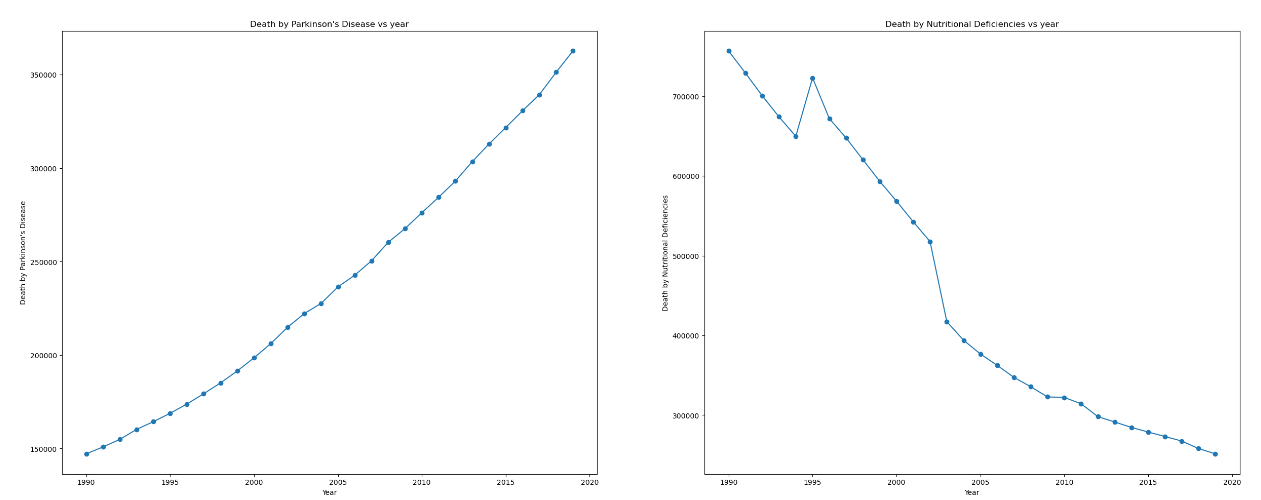 Death by Parkinson's Disease vs year
Death by Parkinson's Disease
350000
300000
250000
200000
150000
1990 1995 2000 2005 2010 2015 2020
Year
Death by Nutritional Deficiencies vs year
Death by Nutritional Deficiencies
700000
600000
500000
400000
300000
1990 1995 2000 2005 2010 2015 2020
Year